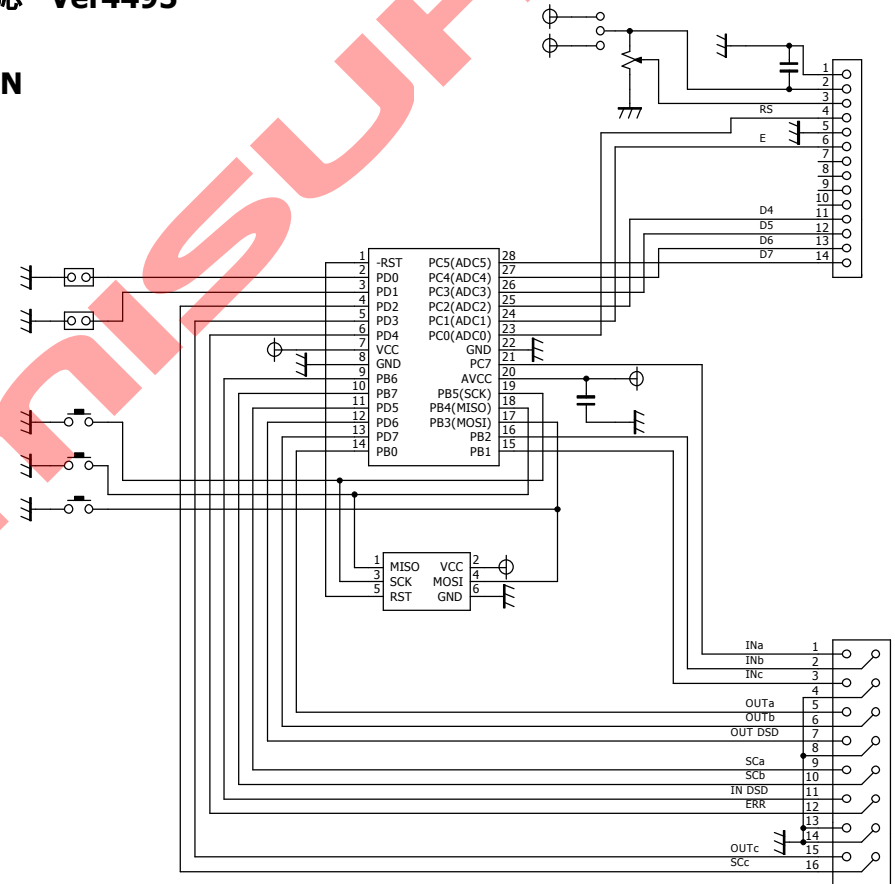 応 Ver4495
N
MISUR
1
2
3
RS 4
5
E 6
7
8
9
10
D4 11
D5 12
D6 13
D7 14
1 -RST PC5(ADC5) 28
2 PD0 PC4(ADC4) 27
3 PD1 PC3(ADC3) 26
4 PD2 PC2(ADC2) 25
5 PD3 PC1(ADC1) 24
6 PD4 PC0(ADC0) 23
7 VCC GND 22
8 GND PC7 21
9 PB6 AVCC 20
10 PB7 PB5(SCK) 19
11 PD5 PB4(MISO) 18
12 PD6 PB3(MOSI) 17
13 PD7 PB2 16
14 PB0 PB1 15
1 MISO VCC 2
3 SCK MOSI 4
5 RST GND 6
INa 1
INb 2
INc 3
4
OUTa 5
OUTb 6
OUT DSD 7
8
SCa 9
SCb 10
IN DSD 11
ERR 12
13
14
OUTc 15
SCc 16